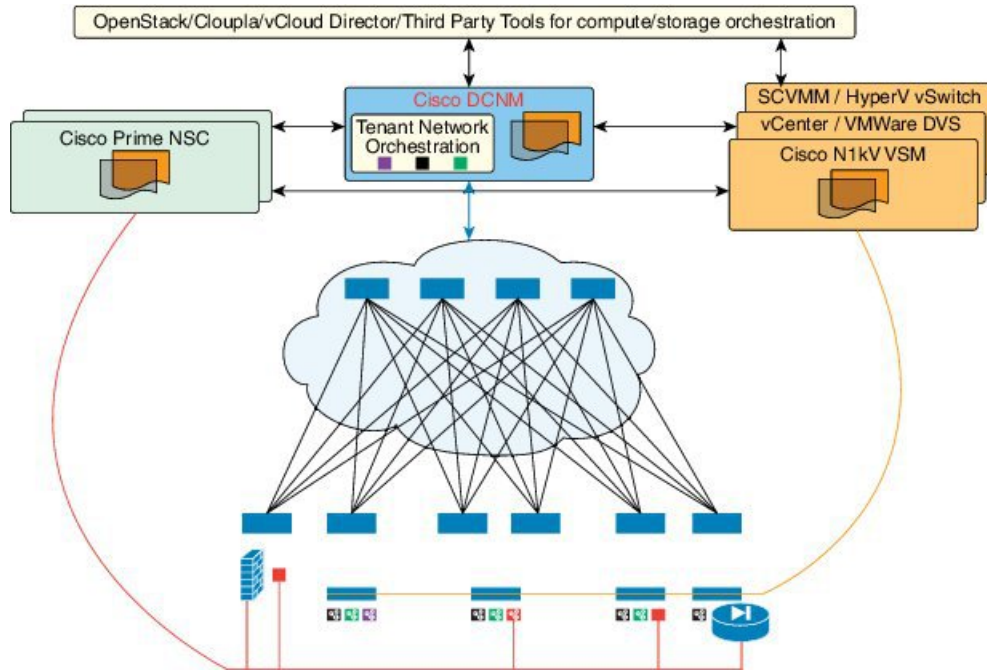 OpenStack/Cloupla/vCloud Director/Third Party Tools for compute/storage orchestration
Cisco DCNM
Tenant Network
Orchestration
Cisco Prime NSC
SCVMM / HyperV vSwitch
vCenter / VMWare DVS
Cisco N1kV VSM